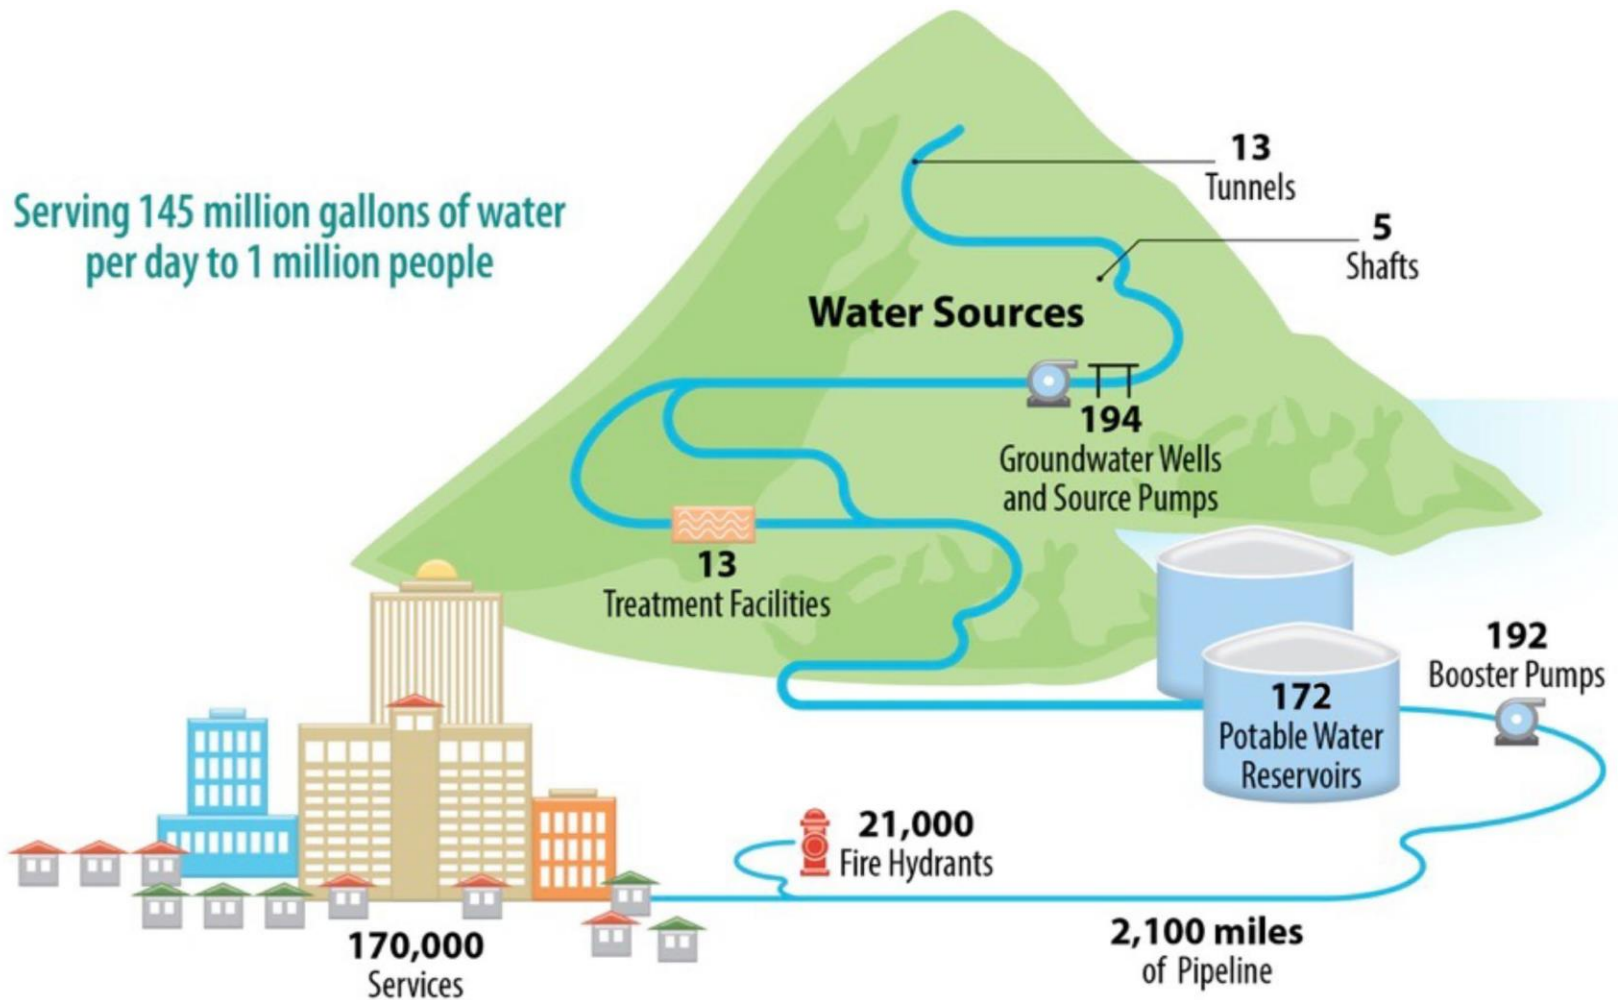 Serving 145 million gallons of water
per day to 1 million people
13
Tunnels
5
Shafts
Water Sources
194
Groundwater Wells
and Source Pumps
13
Treatment Facilities
192
Booster Pumps
172
Potable Water
Reservoirs
21,000
Fire Hydrants
170,000
Services
2,100 miles
of Pipeline